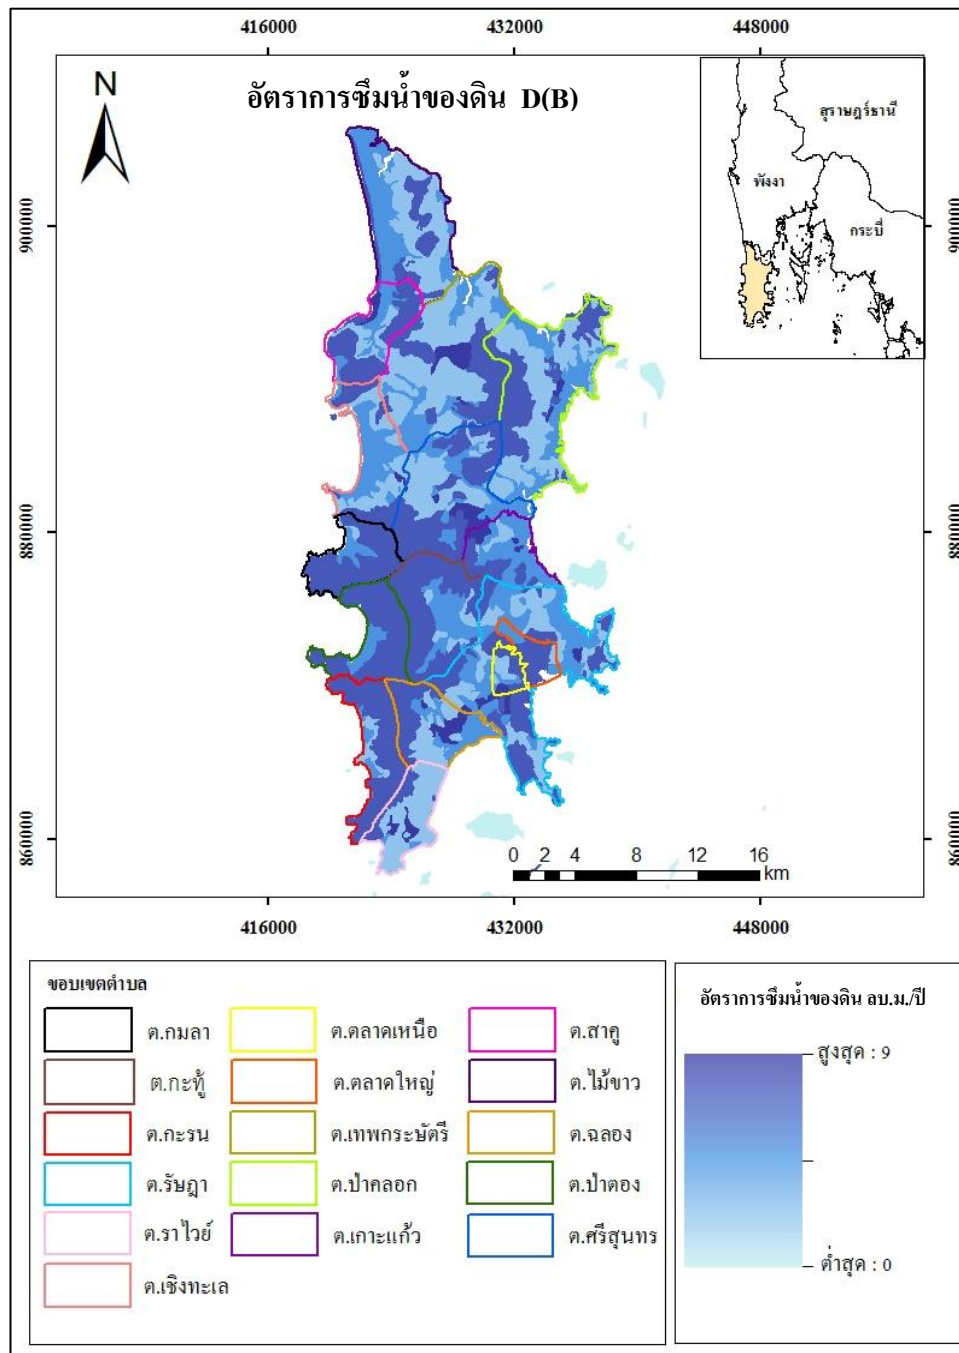 416000 432000 448000
N
อัตราการซึมน้ำของดิน D(B)
สุราษฎร์ธานี
พังงา
กระบี่
900000 900000
880000 880000
860000 860000
0 2 4 8 12 16
km
416000 432000 448000
ขอบเขตตำบล
ต.กมลา ต.ตลาดเหนือ ต.สาคู
ต.กะทู้ ต.ตลาดใหญ่ ต.ไม้ขาว
ต.กะรน ต.เทพกระษัตรี ต.ฉลอง
ต.รัษฎา ต.ป่าคลอก ต.ป่าตอง
ต.ราไวย์ ต.เกาะแก้ว ต.ศรีสุนทร
ต.เชิงทะเล
อัตราการซึมน้ำของดิน ลบ.ม./ปี
สูงสุด : 9
ต่ำสุด : 0